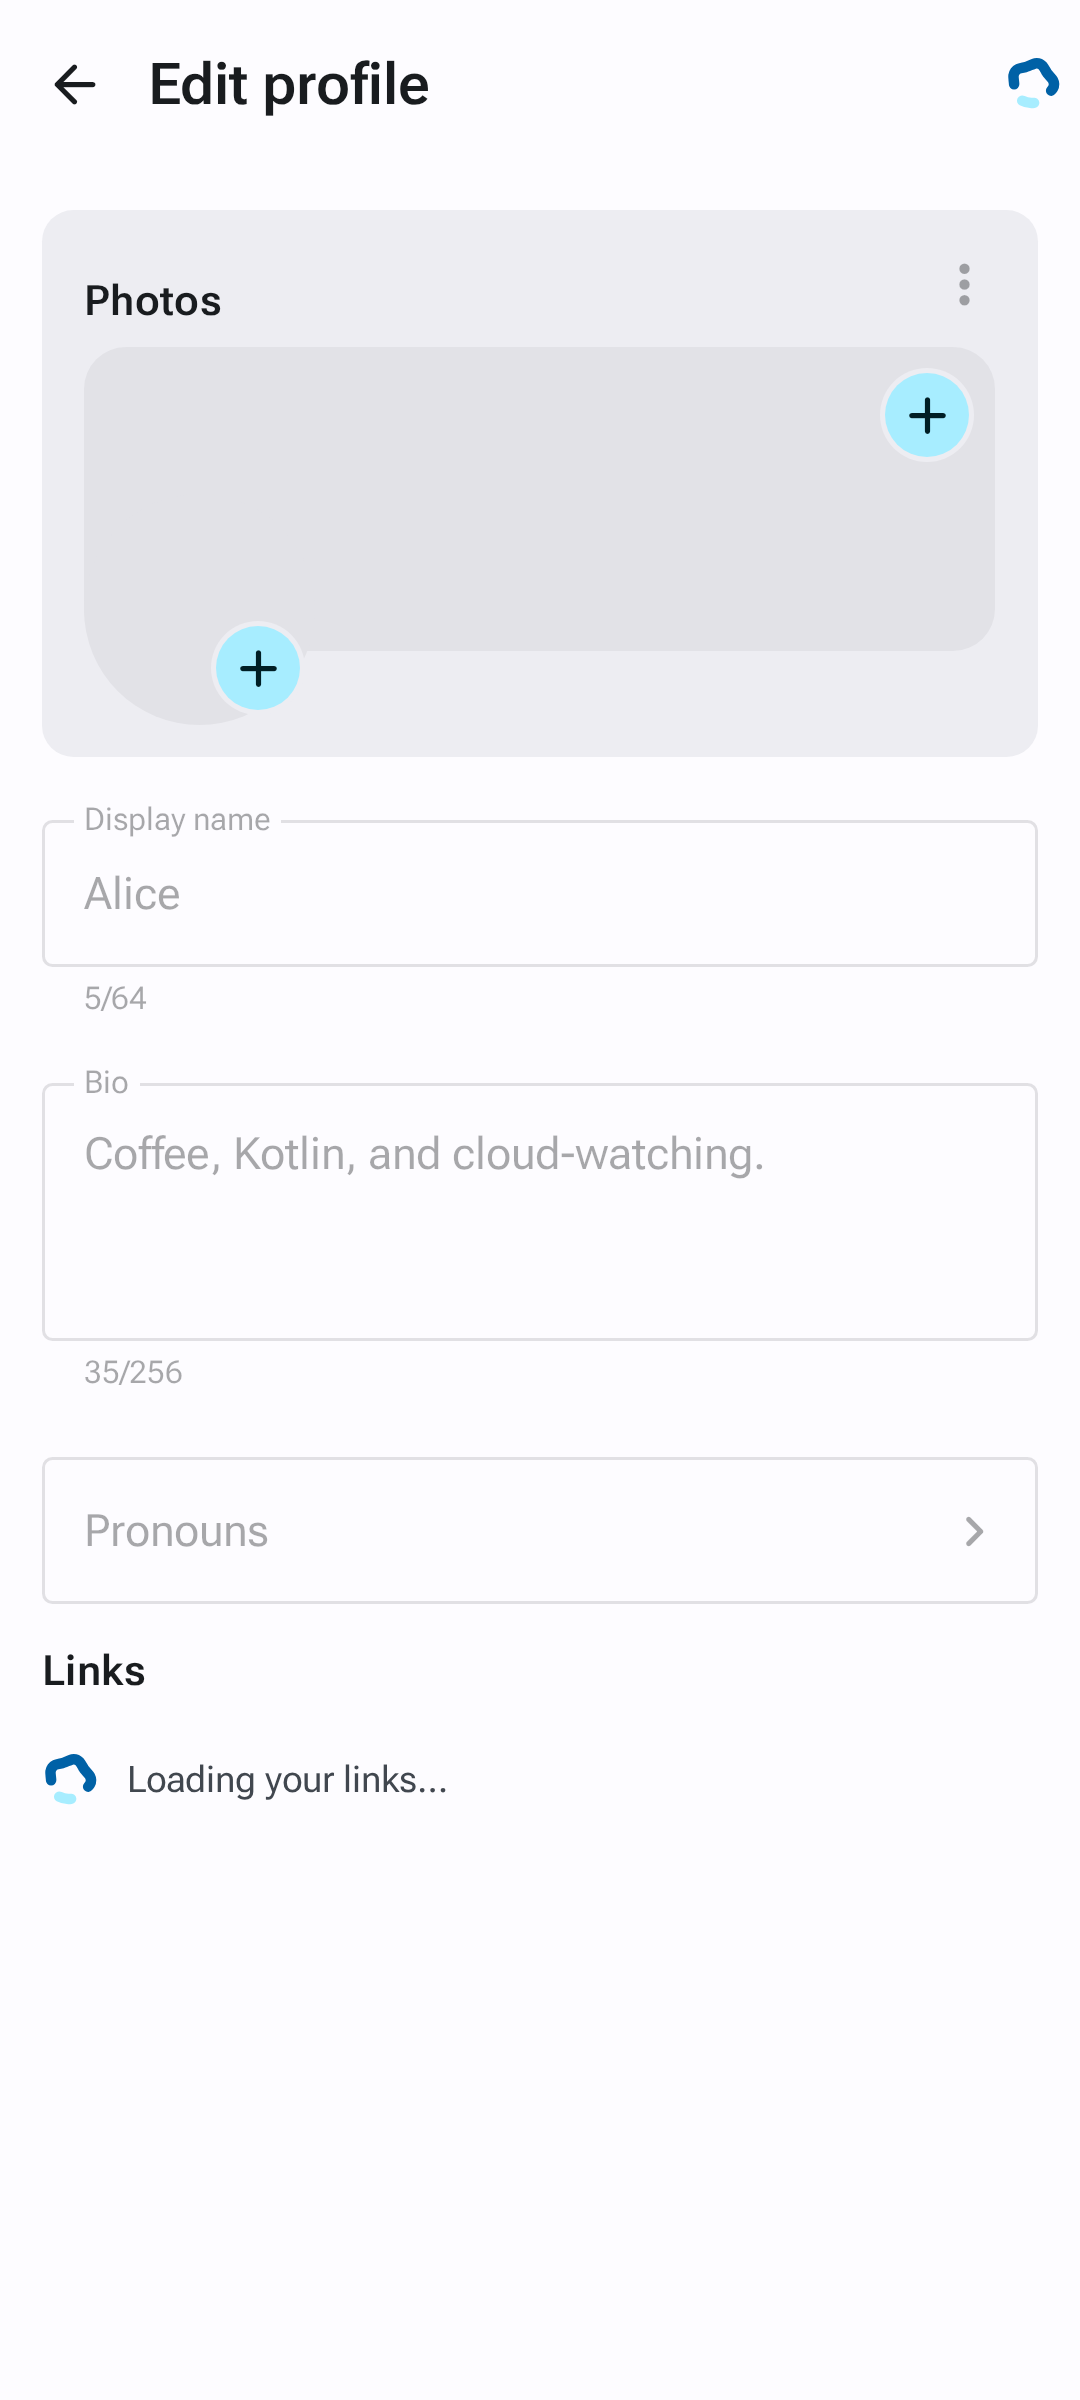 Edit profile
Photos
Display name
Alice
5/64
Bio
Coffee, Kotlin, and cloud-watching.
35/256
Pronouns
Links
Loading your links...